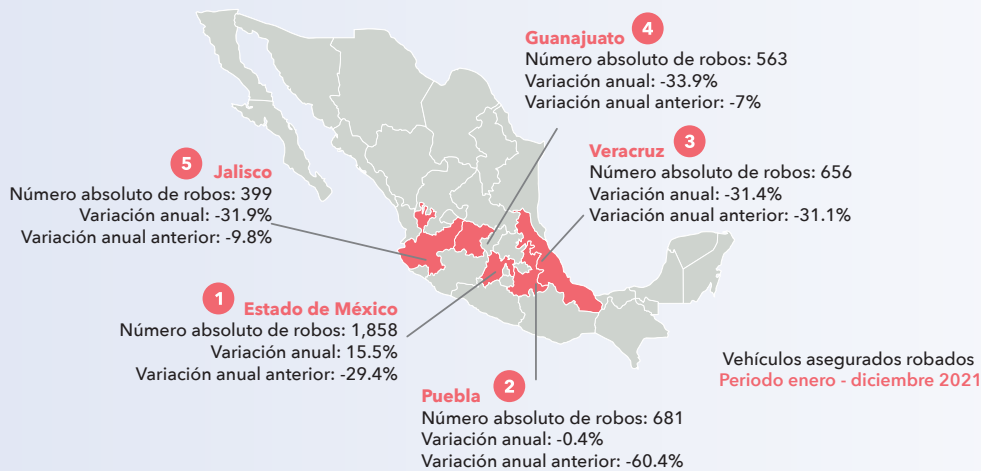 Guanajuato 4
Número absoluto de robos: 563
Variación anual: -33.9%
Variación anual anterior: -7%
Veracruz 3
Número absoluto de robos: 656
Variación anual: -31.4%
Variación anual anterior: -31.1%
5 Jalisco
Número absoluto de robos: 399
Variación anual: -31.9%
Variación anual anterior: -9.8%
1 Estado de México
Número absoluto de robos: 1,858
Variación anual: 15.5%
Variación anual anterior: -29.4%
Puebla 2
Número absoluto de robos: 681
Variación anual: -0.4%
Variación anual anterior: -60.4%
Vehículos asegurados robados
Periodo enero - diciembre 2021